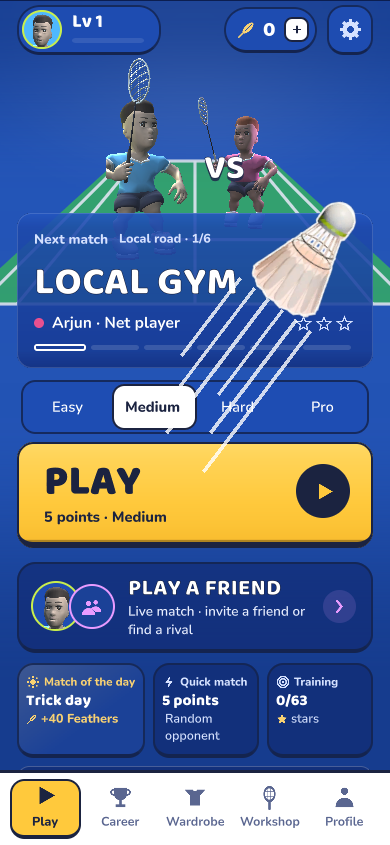 Lv 1
0
+
VS
Next match Local road · 1/6
LOCAL GYM
Arjun · Net player
Easy Medium Hard Pro
PLAY
5 points · Medium
PLAY A FRIEND
Live match · invite a friend or
find a rival
Match of the day
Trick day
+40 Feathers
Quick match
5 points
Random
opponent
Training
0/63
stars
Play Career Wardrobe Workshop Profile